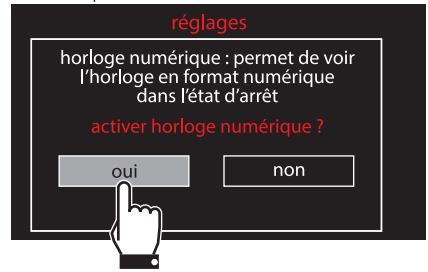 réglages
horloge numérique : permet de voir
l'horloge en format numérique
dans l'état d'arrêt
activer horloge numérique ?
oui
non